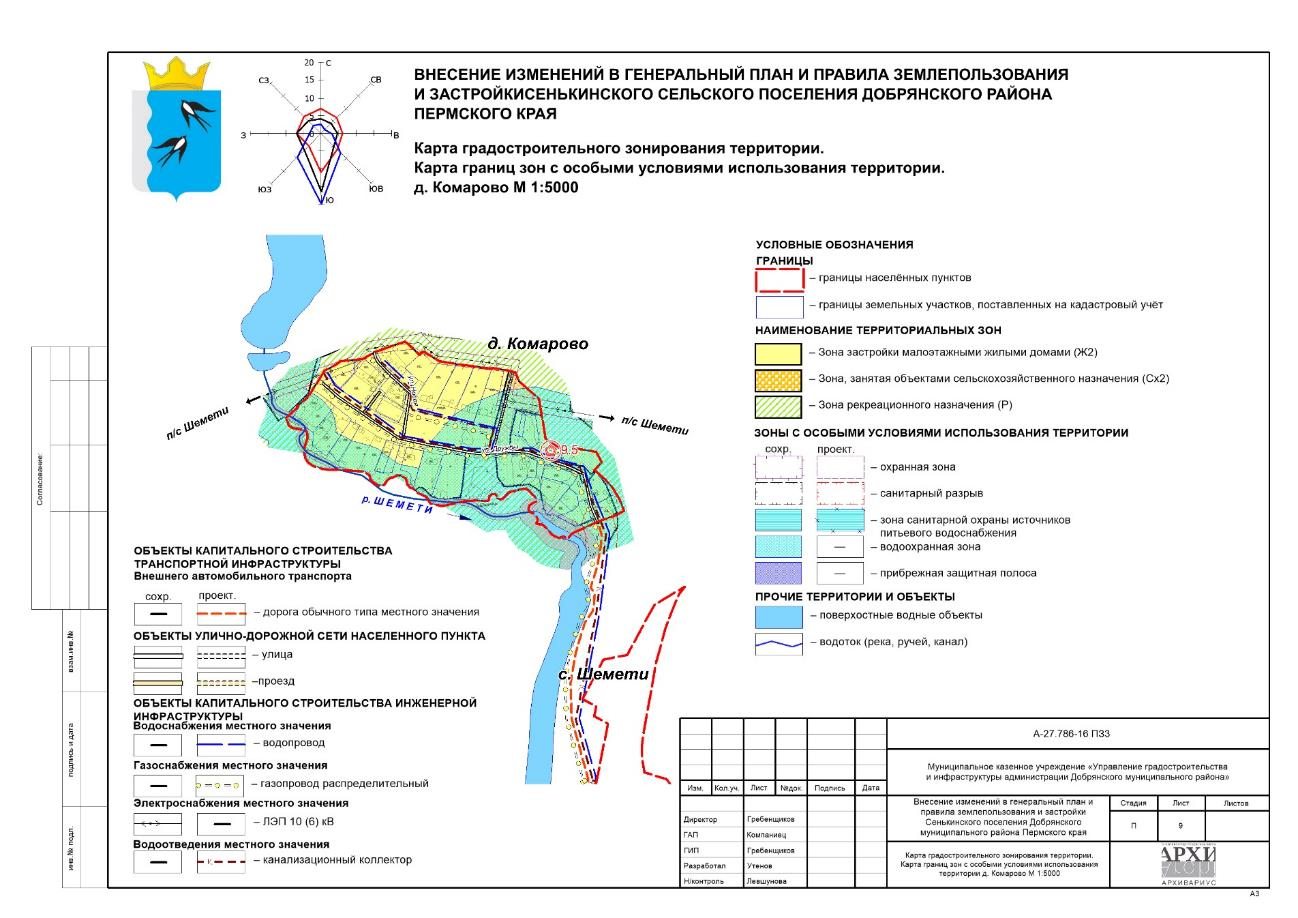 ВНЕСЕНИЕ ИЗМЕНЕНИЙ В ГЕНЕРАЛЬНЫЙ ПЛАН И ПРАВИЛА ЗЕМЛЕПОЛЬЗОВАНИЯ
И ЗАСТРОЙКИСЕНЬКИНСКОГО СЕЛЬСКОГО ПОСЕЛЕНИЯ ДОБРЯНСКОГО РАЙОНА
ПЕРМСКОГО КРАЯ
Карта градостроительного зонирования территории.
Карта границ зон с особыми условиями использования территории.
д. Комарово М 1:5000
20
15
10
5
0
С
СВ
В
ЮВ
Ю
ЮЗ
З
СЗ
д. Комарово
п/с Шемети
п/с Шемети
ул. Дружбы
9.5
р. ШЕМЕТИ
с. Шемети
УСЛОВНЫЕ ОБОЗНАЧЕНИЯ
ГРАНИЦЫ
– границы населённых пунктов
– границы земельных участков, поставленных на кадастровый учёт
НАИМЕНОВАНИЕ ТЕРРИТОРИАЛЬНЫХ ЗОН
– Зона застройки малоэтажными жилыми домами (Ж2)
– Зона, занятая объектами сельскохозяйственного назначения (Сх2)
– Зона рекреационного назначения (Р)
ЗОНЫ С ОСОБЫМИ УСЛОВИЯМИ ИСПОЛЬЗОВАНИЯ ТЕРРИТОРИИ
сохр. проект.
– охранная зона
– санитарный разрыв
– зона санитарной охраны источников
питьевого водоснабжения
– водоохранная зона
– прибрежная защитная полоса
ПРОЧИЕ ТЕРРИТОРИИ И ОБЪЕКТЫ
– поверхостные водные объекты
– водоток (река, ручей, канал)
ОБЪЕКТЫ КАПИТАЛЬНОГО СТРОИТЕЛЬСТВА
ТРАНСПОРТНОЙ ИНФРАСТРУКТУРЫ
Внешнего автомобильного транспорта
сохр. проект.
– дорога обычного типа местного значения
ОБЪЕКТЫ УЛИЧНО-ДОРОЖНОЙ СЕТИ НАСЕЛЕННОГО ПУНКТА
– улица
–проезд
ОБЪЕКТЫ КАПИТАЛЬНОГО СТРОИТЕЛЬСТВА ИНЖЕНЕРНОЙ
ИНФРАСТРУКТУРЫ
Водоснабжения местного значения
– водопровод
Газоснабжения местного значения
– газопровод распределительный
Электроснабжения местного значения
– ЛЭП 10 (6) кВ
Водоотведения местного значения
К
– канализационный коллектор
Согласование:
взам.инв.№
подпись и дата
инв.№ подл.
А-27.786-16 ПЗЗ
Муниципальное казенное учреждение «Управление градостроительства
и инфраструктуры администрации Добрянского муниципального района»
Изм. Кол.уч. Лист №док. Подпись Дата
Директор Гребенщиков
ГАП Компаниец
ГИП Гребенщиков
Разработал Утенов
Н/контроль Левшунова
Внесение изменений в генеральный план и
правила землепользования и застройки
Сенькинского поселения Добрянского
муниципального района Пермского края
Стадия Лист Листов
П 9
Карта градостроительного зонирования территории.
Карта границ зон с особыми условиями использования
территории д. Комарово М 1:5000
АРХИ
АРХИВАРИУС
А3